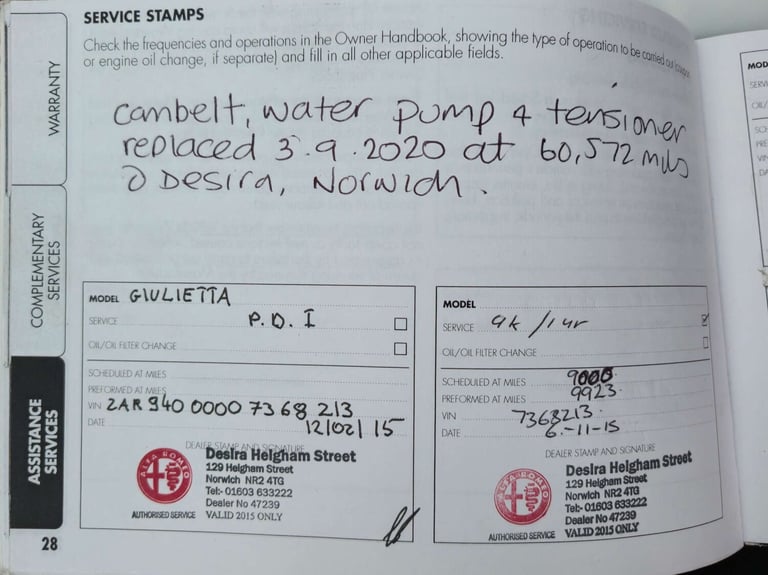 SERVICE STAMPS
Check the frequencies and operations in the Owner Handbook, showing the type of operation to be carried out
or engine oil change, if separate) and fill in all other applicable fields.
cambelt, water pump & tensioner
replaced 3.9.2020 at 60,572 miles
@ Desira, Norwich.
WARRANTY
COMPLEMENTARY
SERVICES
ASSISTANCE
SERVICES
MODEL GIULIETTA
SERVICE P.D.I
OIL/OIL FILTER CHANGE
SCHEDULED AT MILES
PREFORMED AT MILES
VIN ZAR 940 0000 7368 213
DATE 12/02/15
DEALER STAMP AND SIGNATURE
Desira Heigham Street
129 Heigham Street
Norwich NR2 4TG
Tel:- 01603 633222
Dealer No 47239
VALID 2015 ONLY
ALFA ROMEO
AUTHORISED SERVICE
MODEL
SERVICE 9k/1yr
OIL/OIL FILTER CHANGE
SCHEDULED AT MILES 9000
PREFORMED AT MILES 9923
VIN 7368213
DATE 6-11-15
DEALER STAMP AND SIGNATURE
Desira Heigham Street
129 Heigham Street
Norwich NR2 4TG
Tel:- 01603 633222
Dealer No 47239
VALID 2015 ONLY
ALFA ROMEO
AUTHORISED SERVICE
28